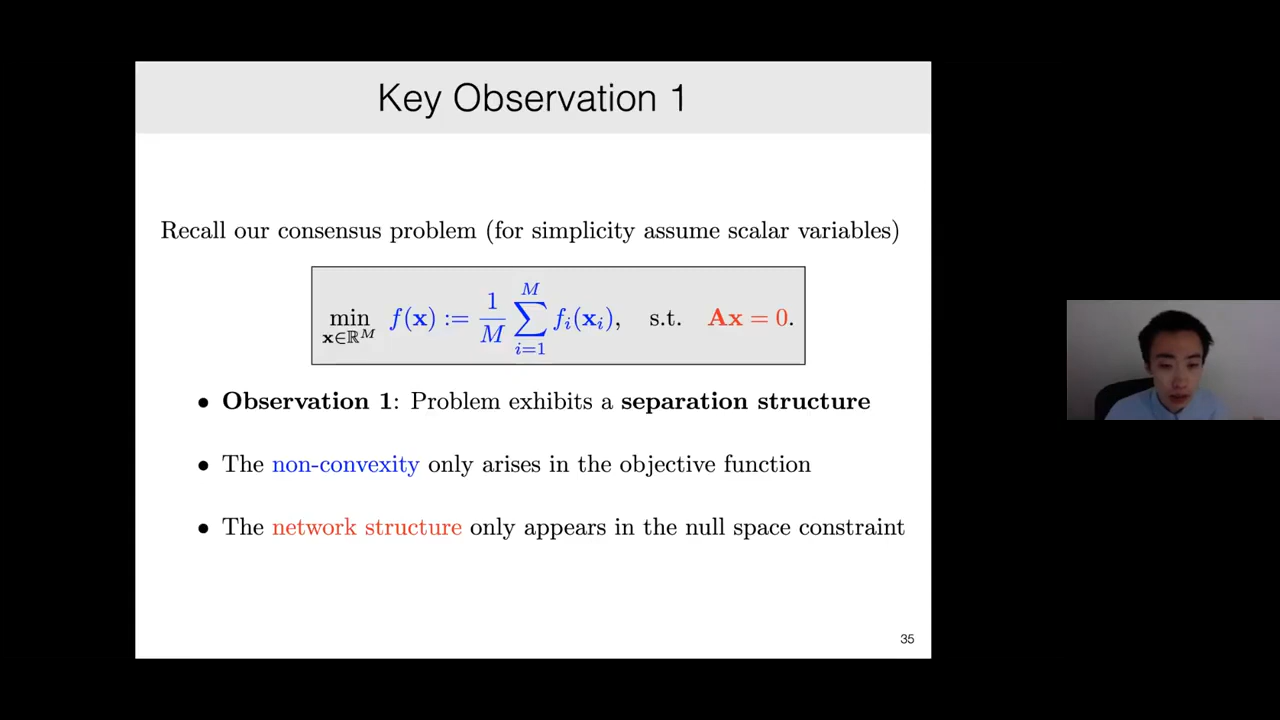 Key Observation 1
Recall our consensus problem (for simplicity assume scalar variables)
min_{x∈ℝ^M} f(x) := \frac{1}{M} \sum_{i=1}^{M} f_i(x_i), s.t. Ax = 0.
• Observation 1: Problem exhibits a separation structure
• The non-convexity only arises in the objective function
• The network structure only appears in the null space constraint
35